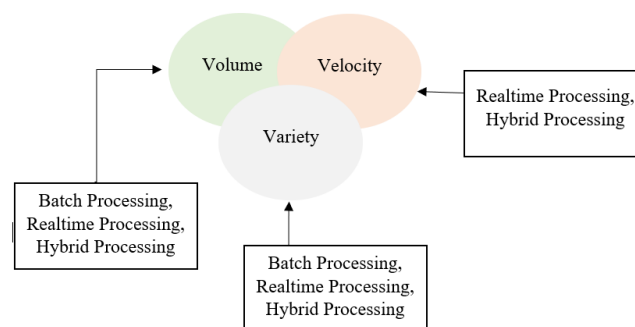 Volume
Velocity
Variety
Realtime Processing,
Hybrid Processing
Batch Processing,
Realtime Processing,
Hybrid Processing
Batch Processing,
Realtime Processing,
Hybrid Processing